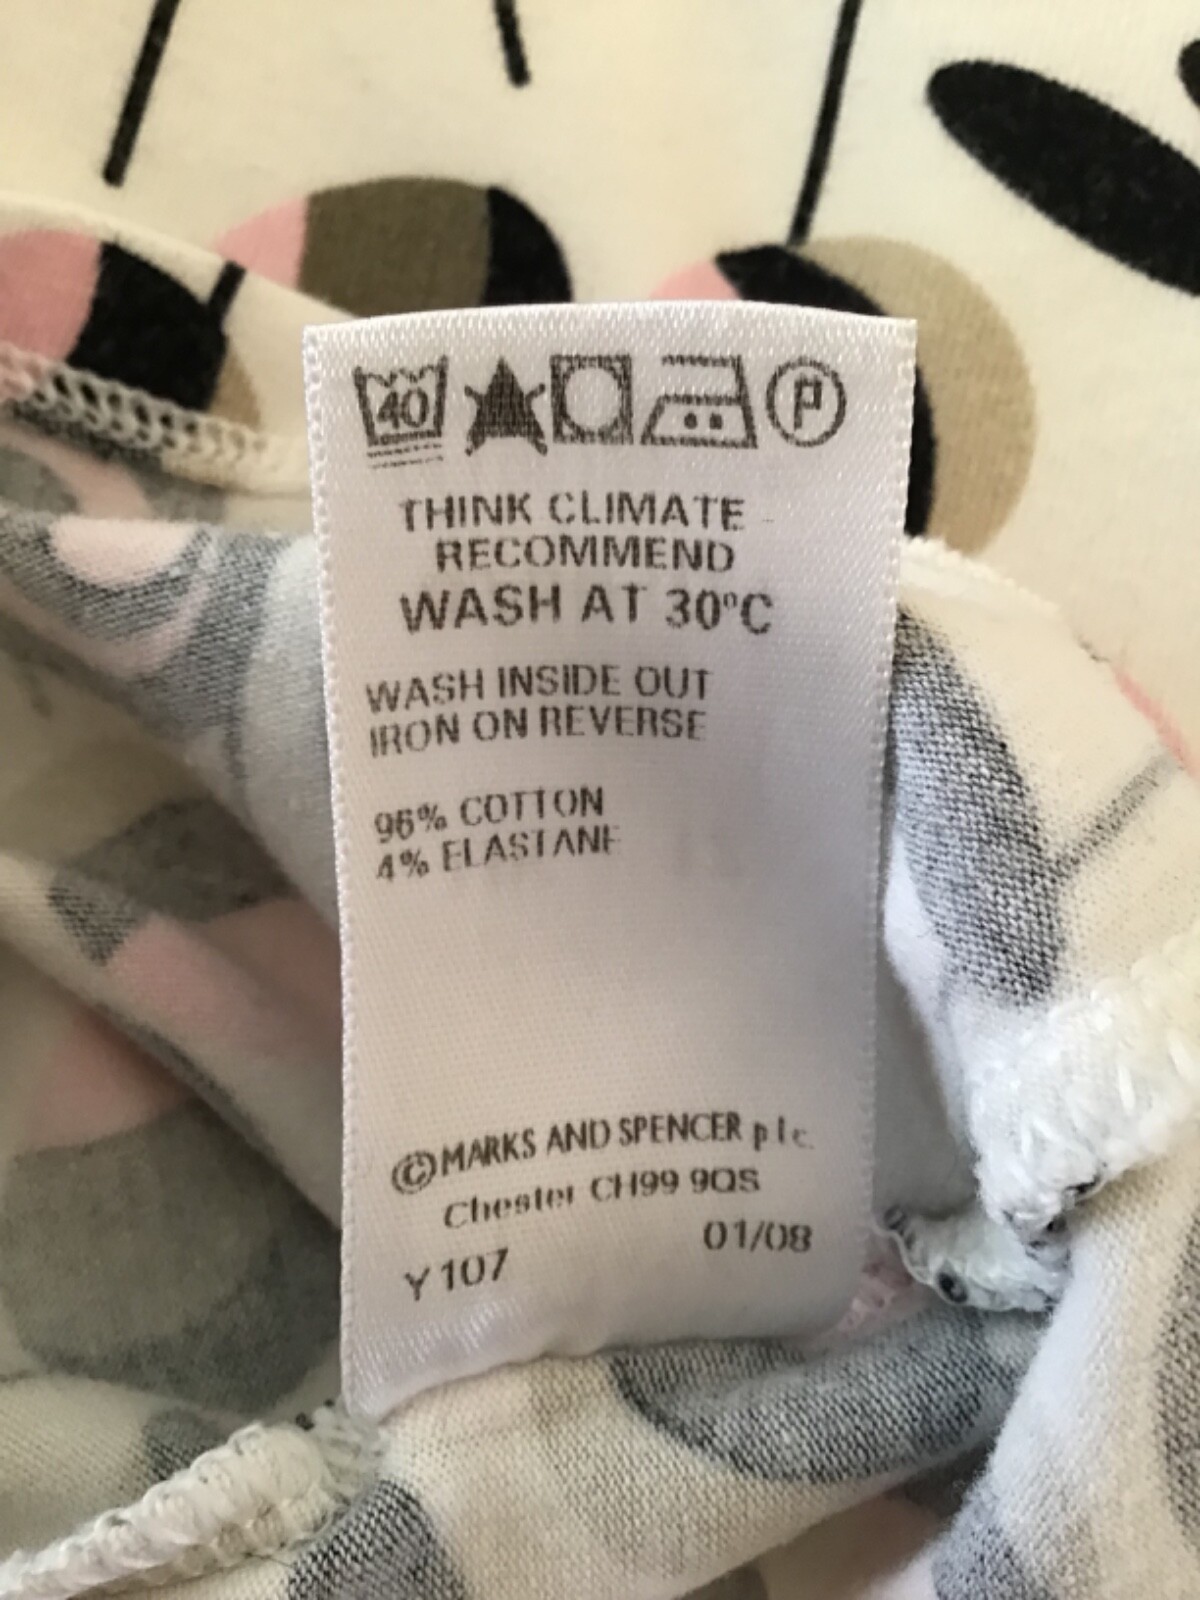 40
P
THINK CLIMATE -
RECOMMEND
WASH AT 30°C
WASH INSIDE OUT
IRON ON REVERSE
96% COTTON
4% ELASTANE
©MARKS AND SPENCER plc.
Chester CH99 9QS
Y107 01/08